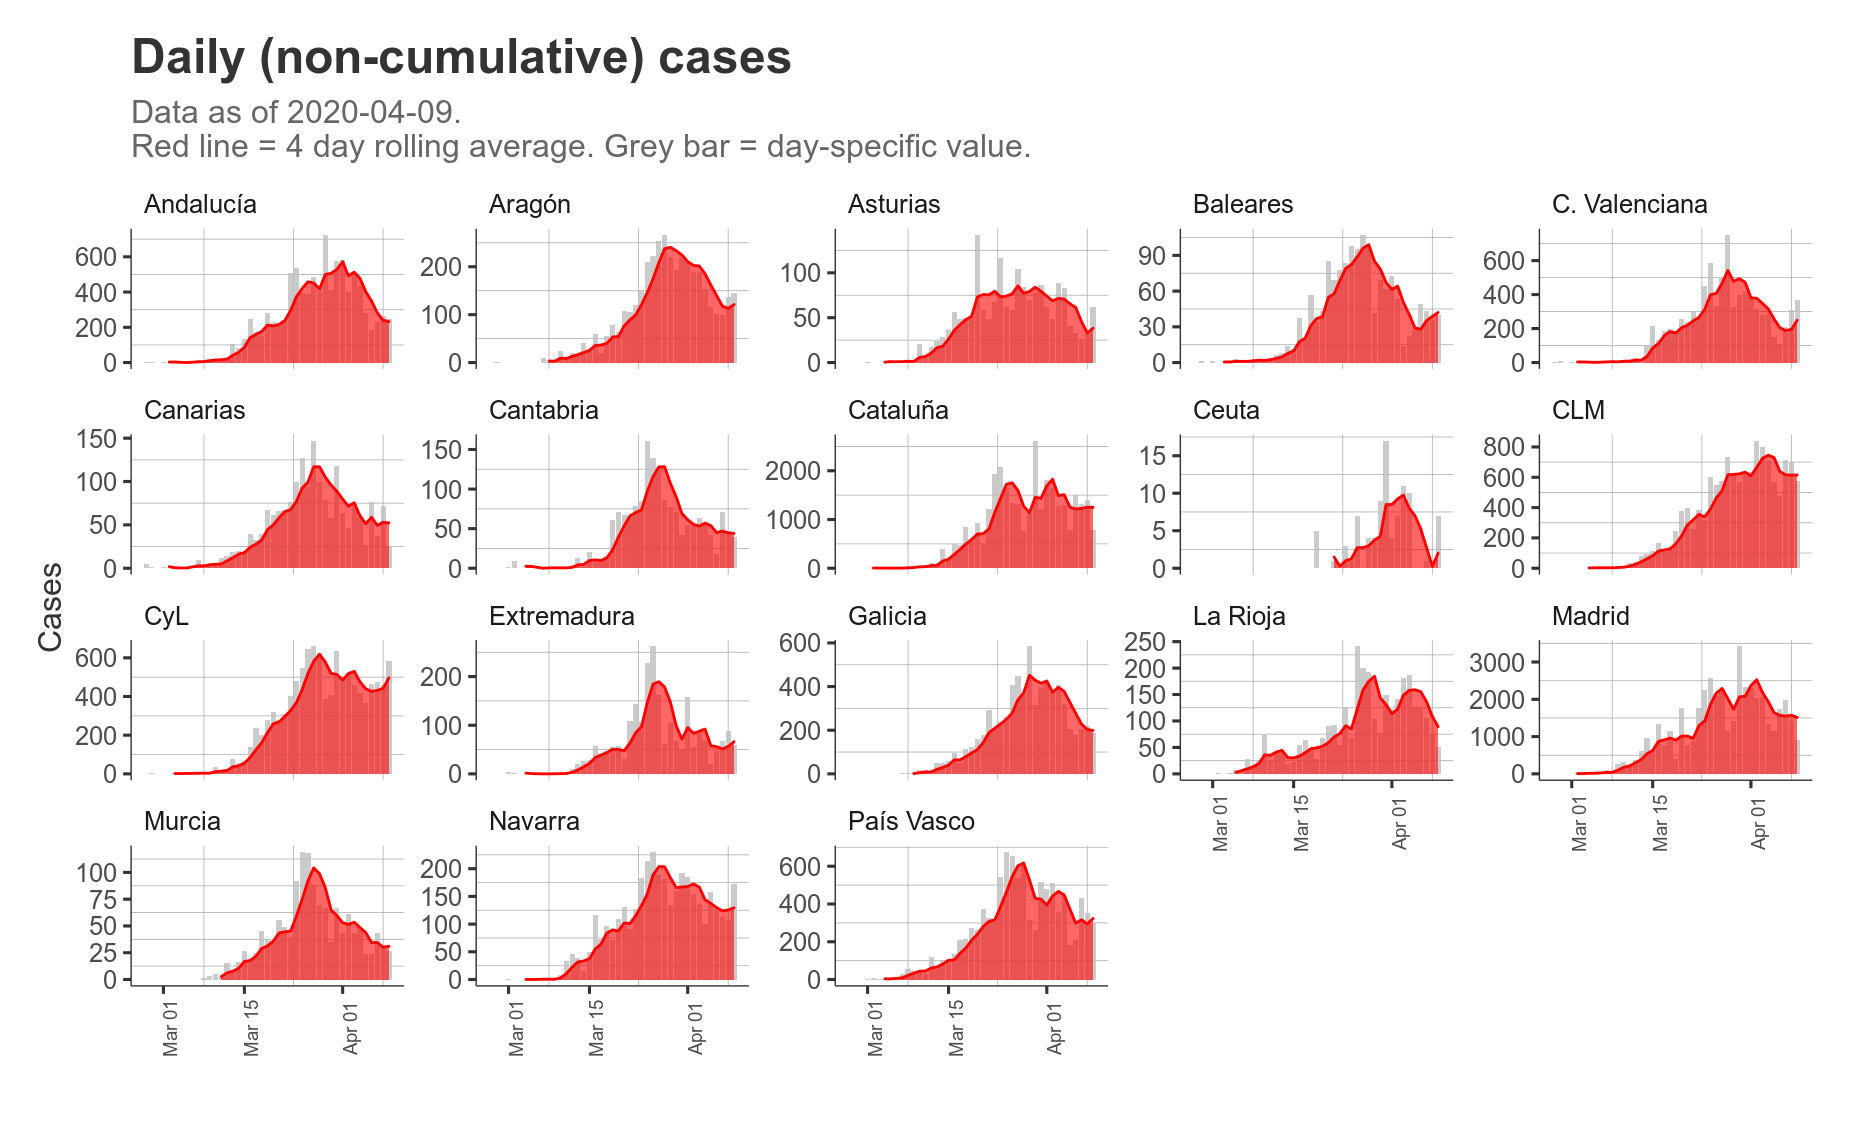 Daily (non-cumulative) cases
Data as of 2020-04-09.
Red line = 4 day rolling average. Grey bar = day-specific value.
Cases
Andalucía
600
400
200
0
Aragón
200
100
0
Asturias
100
50
0
Baleares
90
60
30
0
C. Valenciana
600
400
200
0
Canarias
150
100
50
0
Cantabria
150
100
50
0
Cataluña
2000
1000
0
Ceuta
15
10
5
0
CLM
800
600
400
200
0
CyL
600
400
200
0
Extremadura
200
100
0
Galicia
600
400
200
0
La Rioja
250
200
150
100
50
0
Mar 01
Mar 15
Apr 01
Madrid
3000
2000
1000
0
Mar 01
Mar 15
Apr 01
Murcia
100
75
50
25
0
Mar 01
Mar 15
Apr 01
Navarra
200
150
100
50
0
Mar 01
Mar 15
Apr 01
País Vasco
600
400
200
0
Mar 01
Mar 15
Apr 01